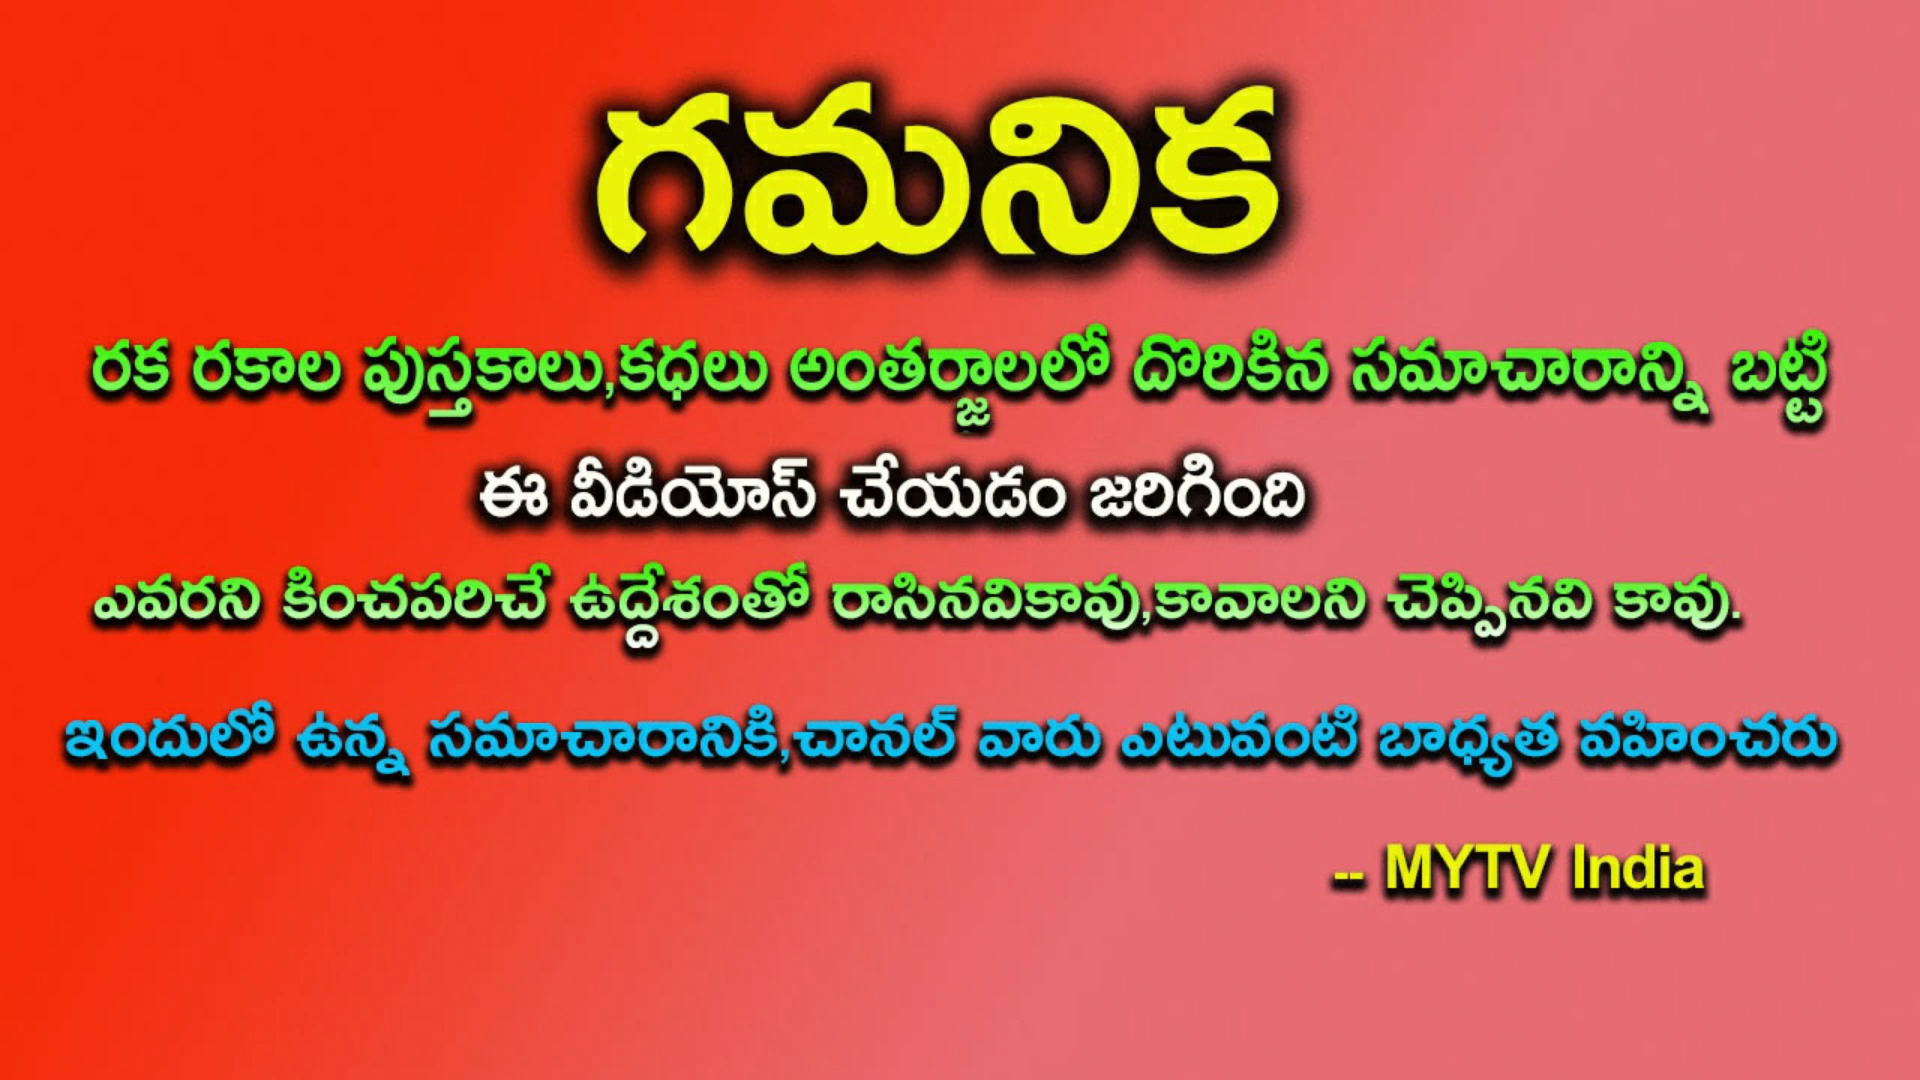 గమనిక
రక రకాల పుస్తకాలు,కధలు అంతర్జాలలో దొరికిన సమాచారాన్ని బట్టి
ఈ వీడియోస్ చేయడం జరిగింది
ఎవరని కించపరిచే ఉద్దేశంతో రాసినవికావు,కావాలని చెప్పినవి కావు.
ఇందులో ఉన్న సమాచారానికి,చానల్ వారు ఎటువంటి బాధ్యత వహించరు
-- MYTV India